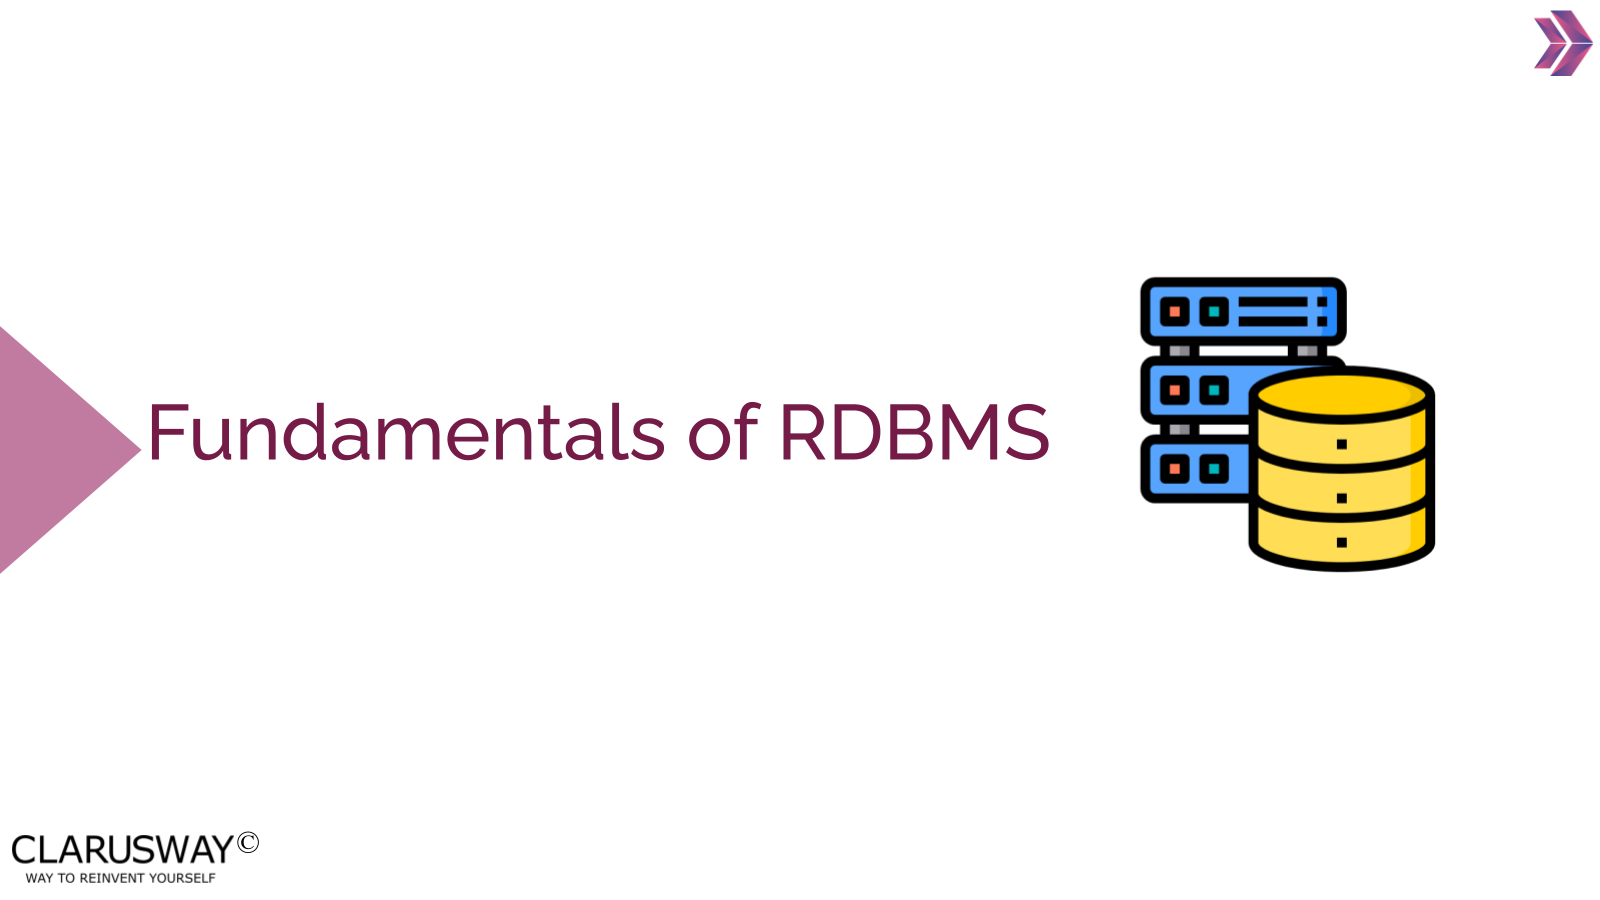 Fundamentals of RDBMS
CLARUSWAY©
WAY TO REINVENT YOURSELF